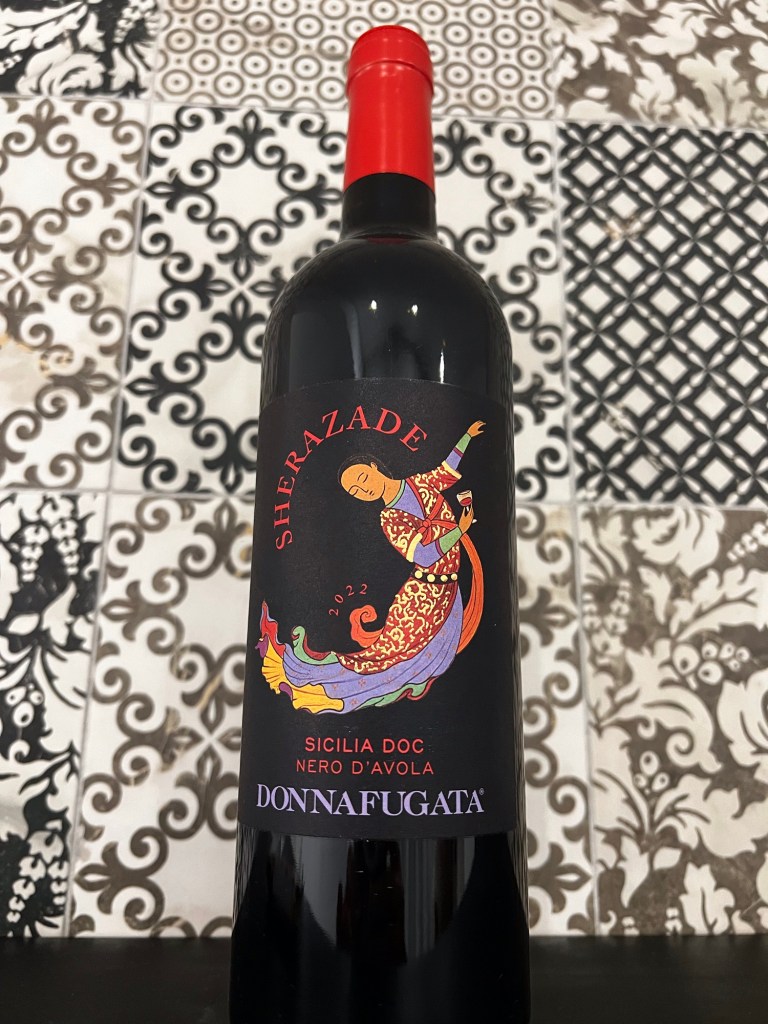 SHERAZADE
2022
SICILIA DOC
NERO D'AVOLA
DONNAFUGATA®